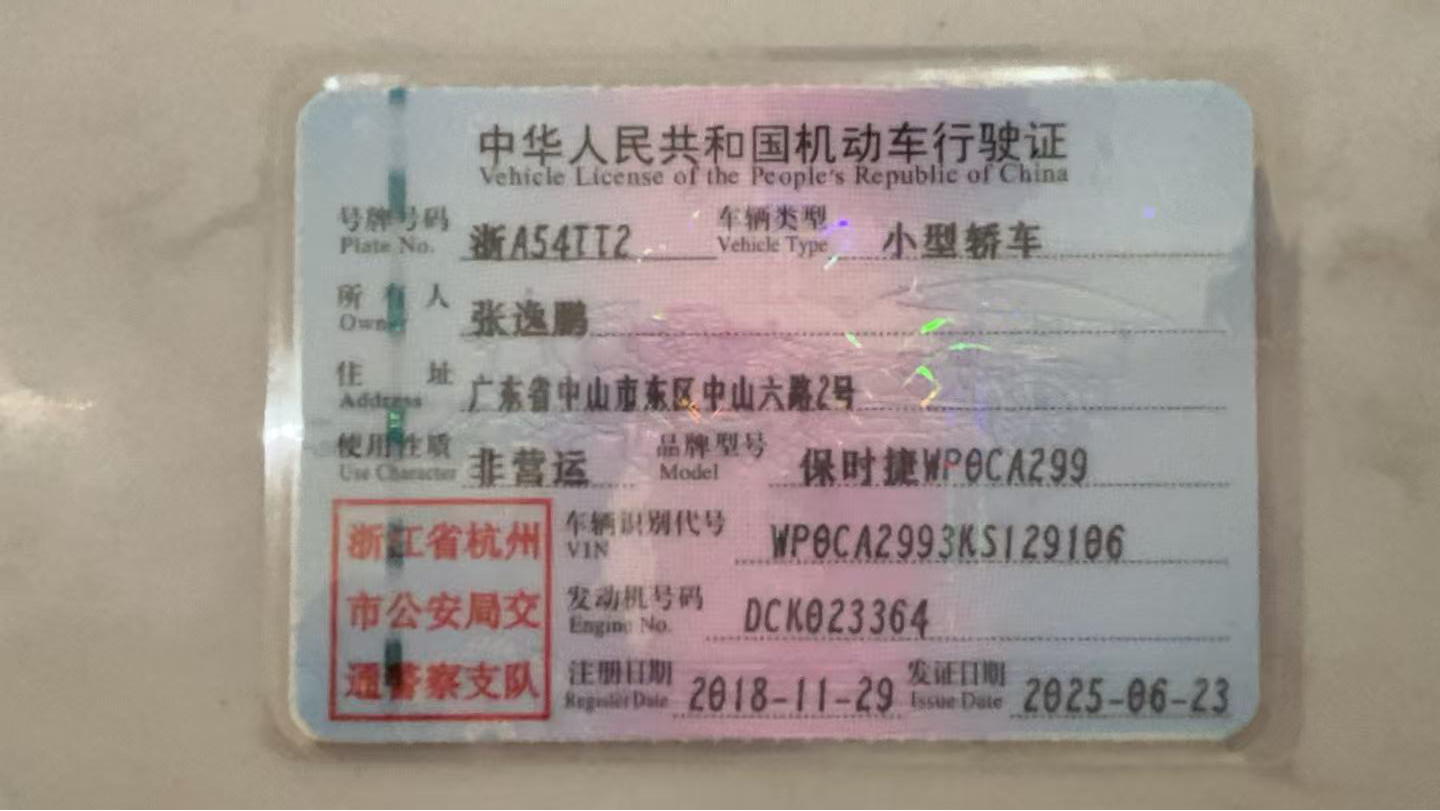 中华人民共和国机动车行驶证
Vehicle License of the People's Republic of China
号牌号码 浙A54TT2 车辆类型 小型轿车
Plate No. Vehicle Type
所有人 张逸鹏
Owner
住址 广东省中山市东区中山六路2号
Address
使用性质 非营运 品牌型号 保时捷WP0CA299
Use Character Model
浙江省杭州
市公安局交
通警察支队
车辆识别代号 WP0CA2993KS129106
VIN
发动机号码 DCK023364
Engine No.
注册日期 2018-11-29 发证日期 2025-06-23
Register Date Issue Date